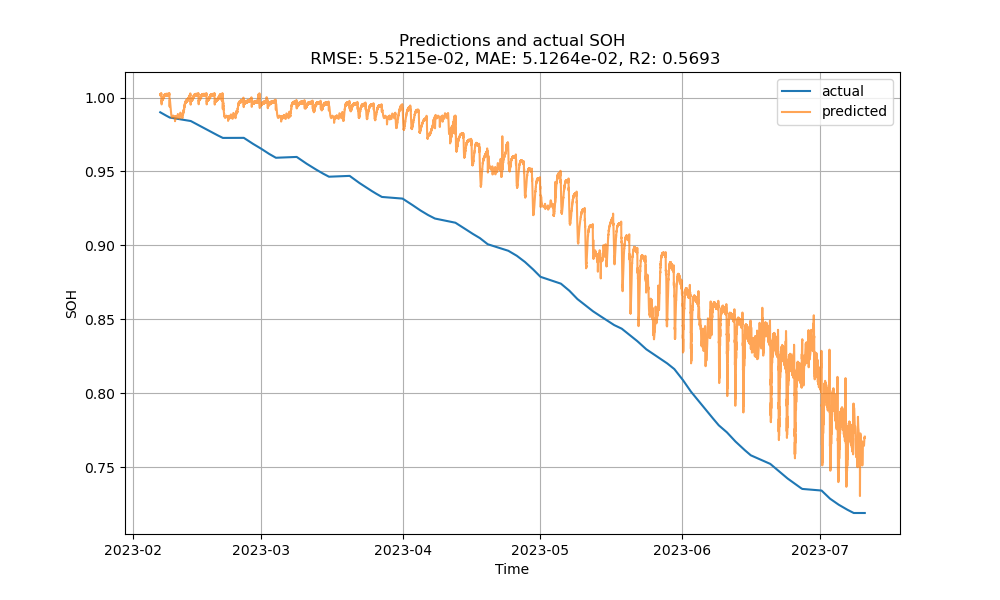 Predictions and actual SOH
RMSE: 5.5215e-02, MAE: 5.1264e-02, R2: 0.5693
actual
predicted
1.00
0.95
0.90
0.85
0.80
0.75
SOH
2023-02 2023-03 2023-04 2023-05 2023-06 2023-07
Time